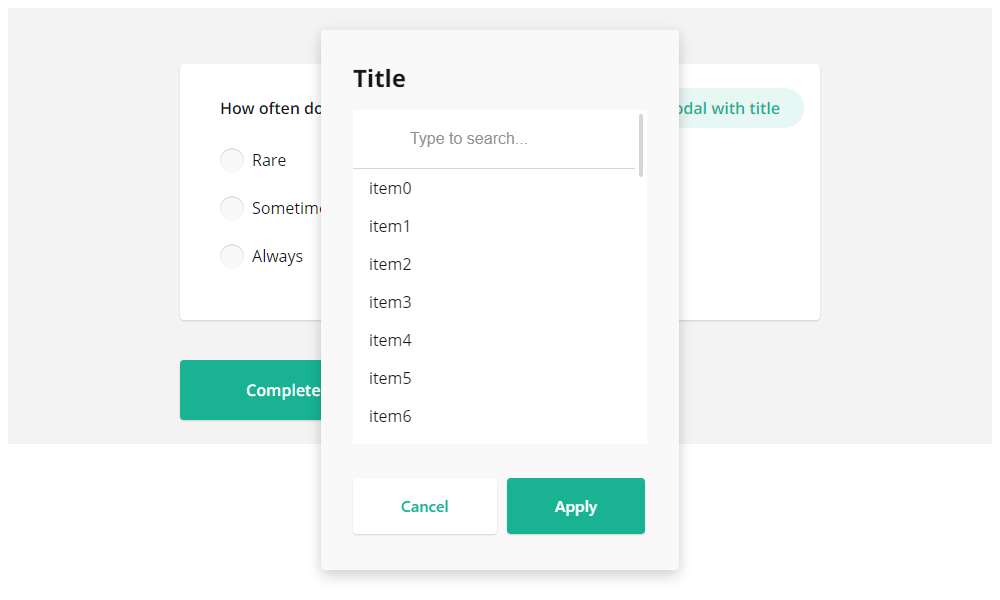 Title
How often do
odal with title
Type to search...
Rare
item0
Sometim
item1
Always
item2
item3
item4
item5
Complete
item6
Cancel
Apply